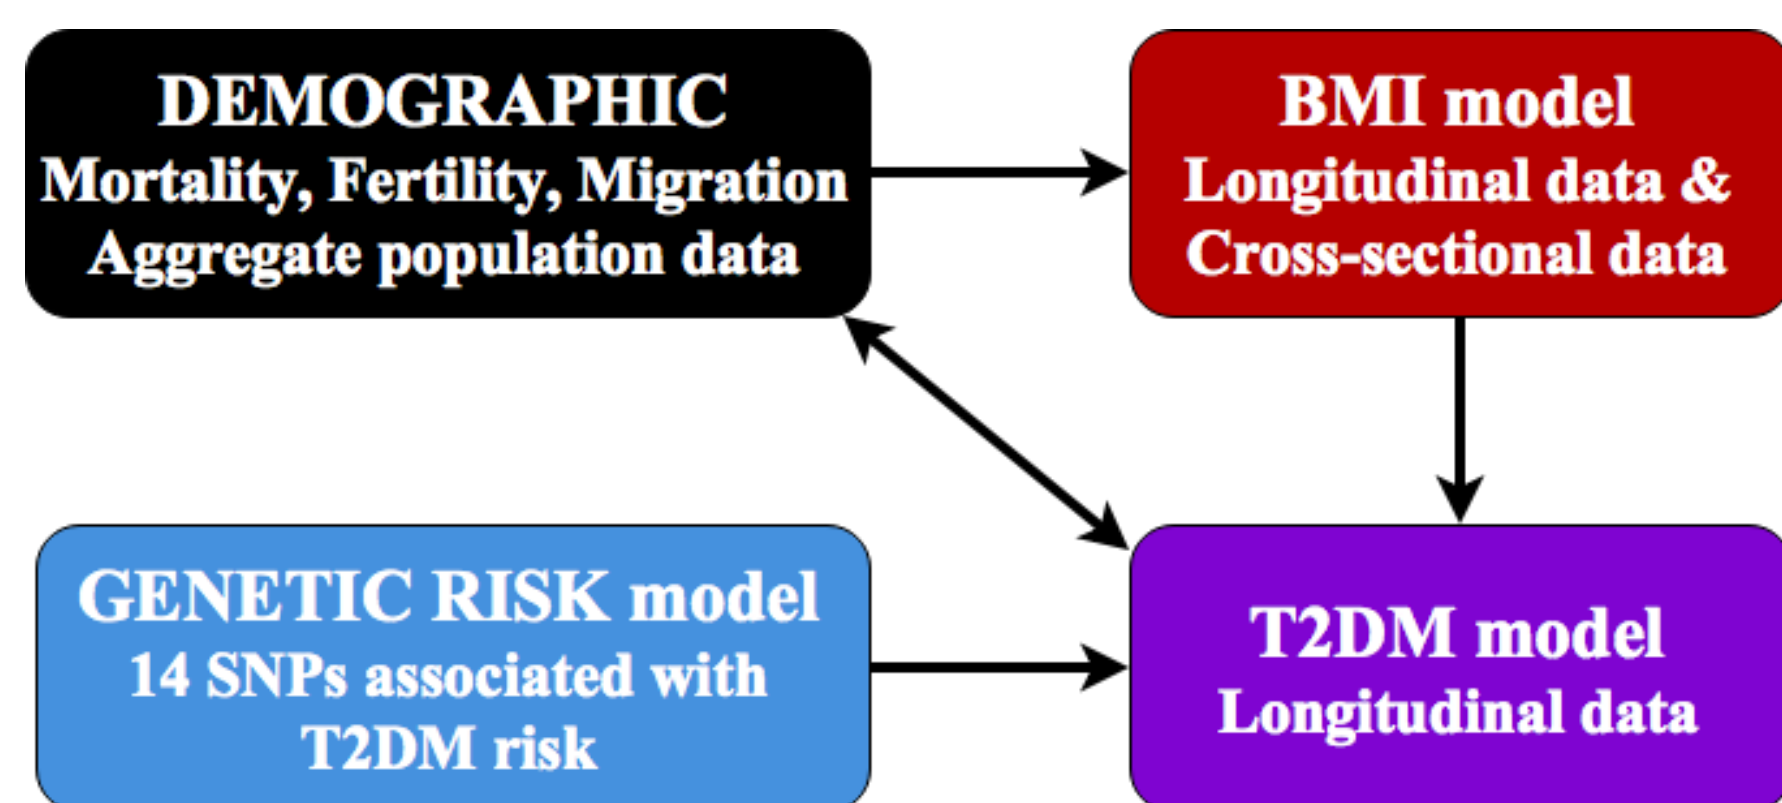 DEMOGRAPHIC
Mortality, Fertility, Migration
Aggregate population data
BMI model
Longitudinal data &
Cross-sectional data
GENETIC RISK model
14 SNPs associated with
T2DM risk
T2DM model
Longitudinal data